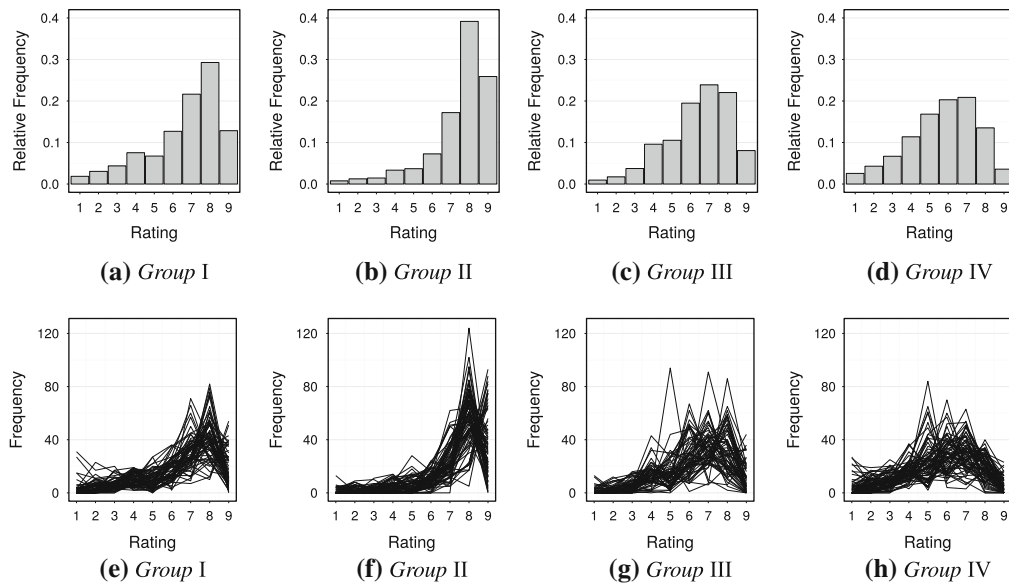 0.4 0.4 0.4 0.4
0.3 0.3 0.3 0.3
0.2 0.2 0.2 0.2
0.1 0.1 0.1 0.1
0.0 0.0 0.0 0.0
Relative Frequency Relative Frequency Relative Frequency Relative Frequency
1 2 3 4 5 6 7 8 9 1 2 3 4 5 6 7 8 9 1 2 3 4 5 6 7 8 9 1 2 3 4 5 6 7 8 9
Rating Rating Rating Rating
(a) Group I (b) Group II (c) Group III (d) Group IV
120 120 120 120
80 80 80 80
40 40 40 40
0 0 0 0
Frequency Frequency Frequency Frequency
1 2 3 4 5 6 7 8 9 1 2 3 4 5 6 7 8 9 1 2 3 4 5 6 7 8 9 1 2 3 4 5 6 7 8 9
Rating Rating Rating Rating
(e) Group I (f) Group II (g) Group III (h) Group IV